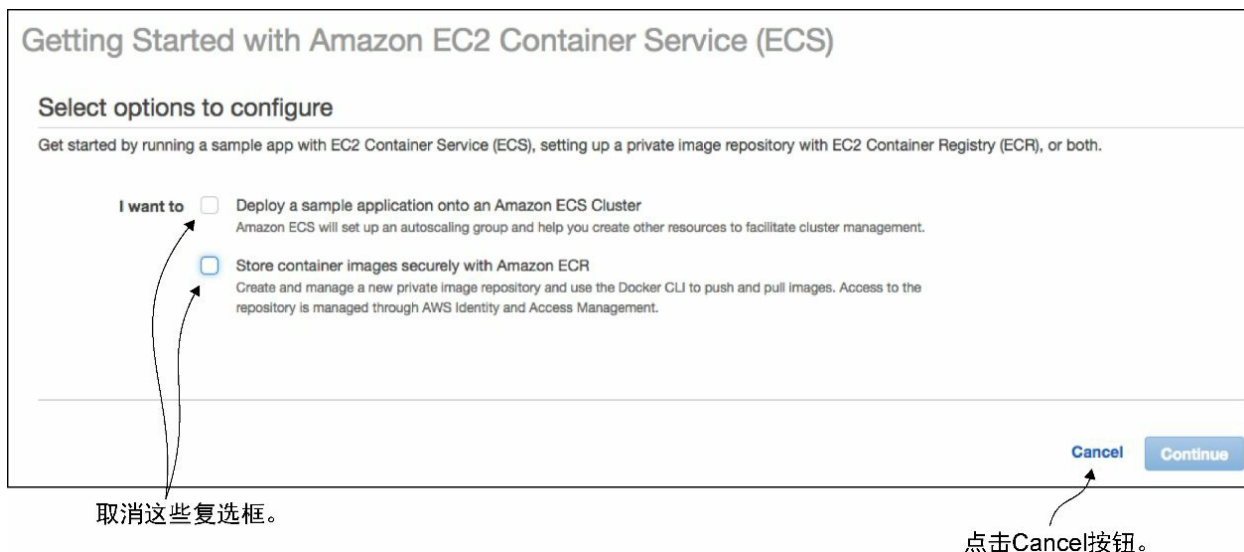 Getting Started with Amazon EC2 Container Service (ECS)
Select options to configure
Get started by running a sample app with EC2 Container Service (ECS), setting up a private image repository with EC2 Container Registry (ECR), or both.
I want to Deploy a sample application onto an Amazon ECS Cluster
Amazon ECS will set up an autoscaling group and help you create other resources to facilitate cluster management.
Store container images securely with Amazon ECR
Create and manage a new private image repository and use the Docker CLI to push and pull images. Access to the
repository is managed through AWS Identity and Access Management.
Cancel Continue
取消这些复选框。
点击Cancel按钮。